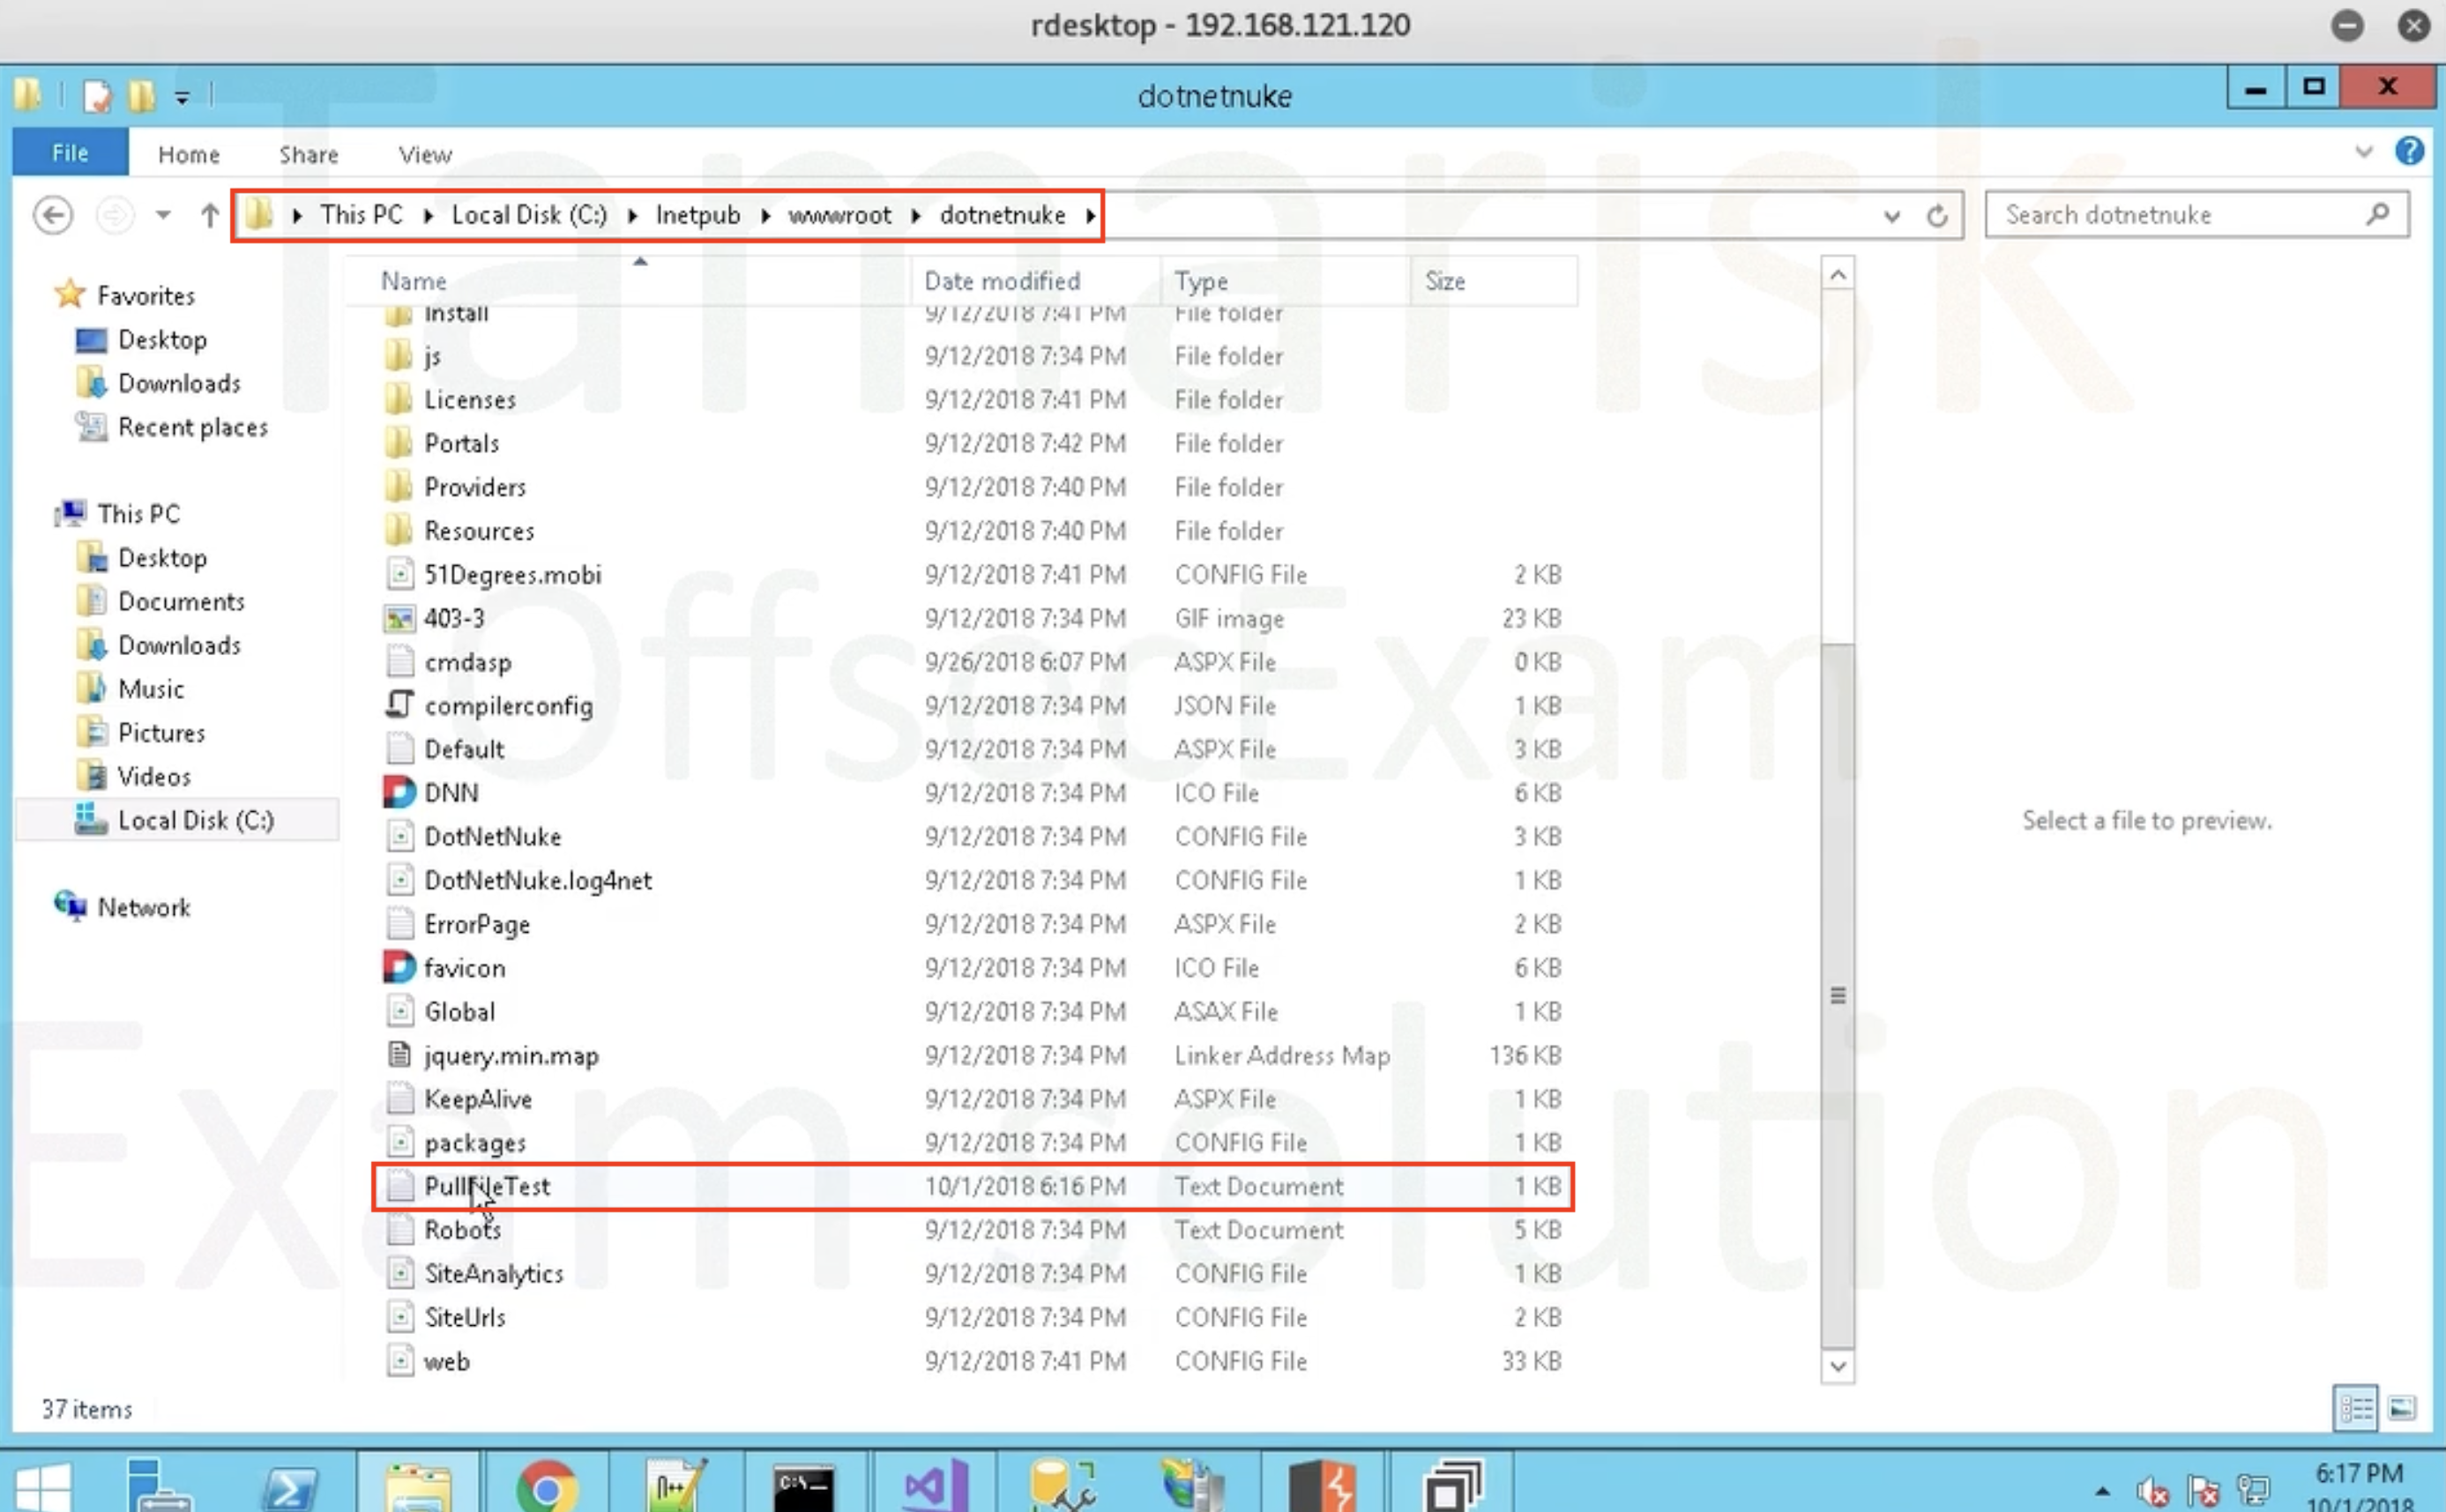 rdesktop - 192.168.121.120
dotnetnuke
File Home Share View
This PC Local Disk (C:) Inetpub wwwroot dotnetnuke
Search dotnetnuke
Name Date modified Type Size
Favorites
Desktop
Downloads
Recent places
This PC
Desktop
Documents
Downloads
Music
Pictures
Videos
Local Disk (C:)
Network
Install 9/12/2018 7:41 PM File folder
js 9/12/2018 7:34 PM File folder
Licenses 9/12/2018 7:41 PM File folder
Portals 9/12/2018 7:42 PM File folder
Providers 9/12/2018 7:40 PM File folder
Resources 9/12/2018 7:40 PM File folder
51Degrees.mobi 9/12/2018 7:41 PM CONFIG File 2 KB
403-3 9/12/2018 7:34 PM GIF image 23 KB
cmdasp 9/26/2018 6:07 PM ASPX File 0 KB
compilerconfig 9/12/2018 7:34 PM JSON File 1 KB
Default 9/12/2018 7:34 PM ASPX File 3 KB
DNN 9/12/2018 7:34 PM ICO File 6 KB
DotNetNuke 9/12/2018 7:34 PM CONFIG File 3 KB
DotNetNuke.log4net 9/12/2018 7:34 PM CONFIG File 1 KB
ErrorPage 9/12/2018 7:34 PM ASPX File 2 KB
favicon 9/12/2018 7:34 PM ICO File 6 KB
Global 9/12/2018 7:34 PM ASAX File 1 KB
jquery.min.map 9/12/2018 7:34 PM Linker Address Map 136 KB
KeepAlive 9/12/2018 7:34 PM ASPX File 1 KB
packages 9/12/2018 7:34 PM CONFIG File 1 KB
PullFileTest 10/1/2018 6:16 PM Text Document 1 KB
Robots 9/12/2018 7:34 PM Text Document 5 KB
SiteAnalytics 9/12/2018 7:34 PM CONFIG File 1 KB
SiteUrls 9/12/2018 7:34 PM CONFIG File 2 KB
web 9/12/2018 7:41 PM CONFIG File 33 KB
Select a file to preview.
37 items
6:17 PM
10/1/2018
Tamarisk
OffsecExam
Exam solution